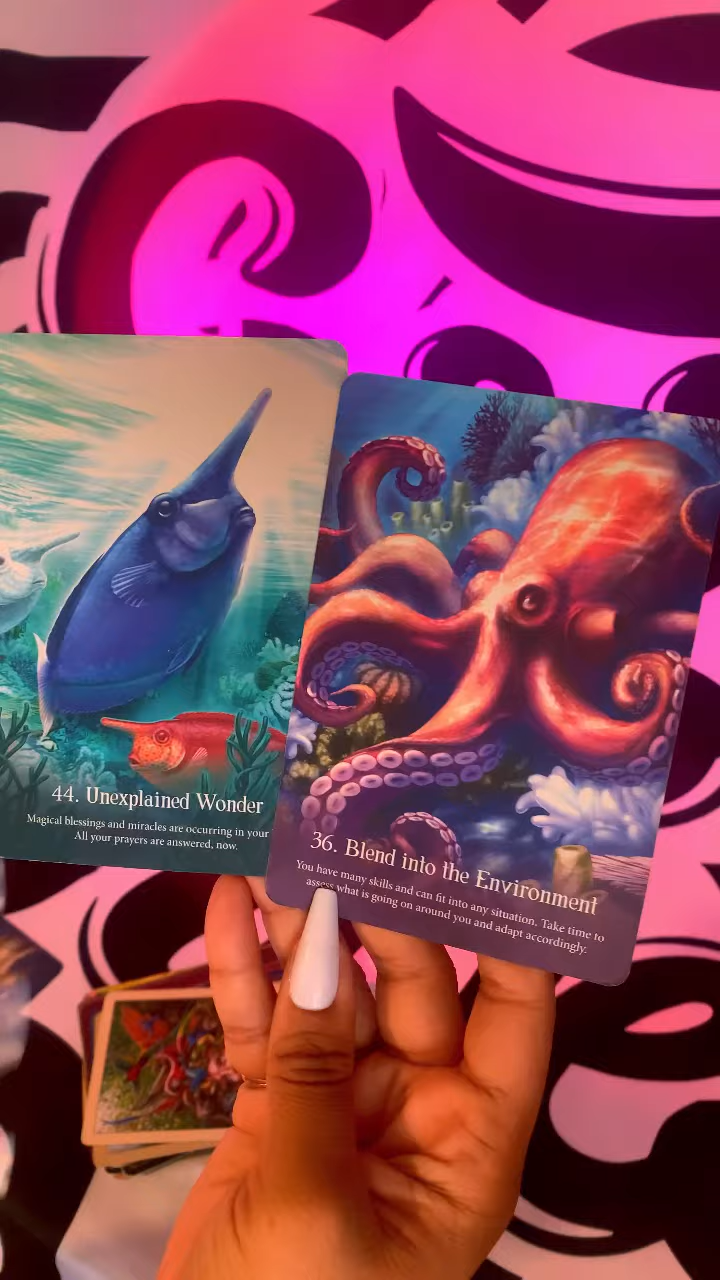 44. Unexplained Wonder
Magical blessings and miracles are occurring in your
All your prayers are answered, now.
36. Blend into the Environment
You have many skills and can fit into any situation. Take time to
assess what is going on around you and adapt accordingly.